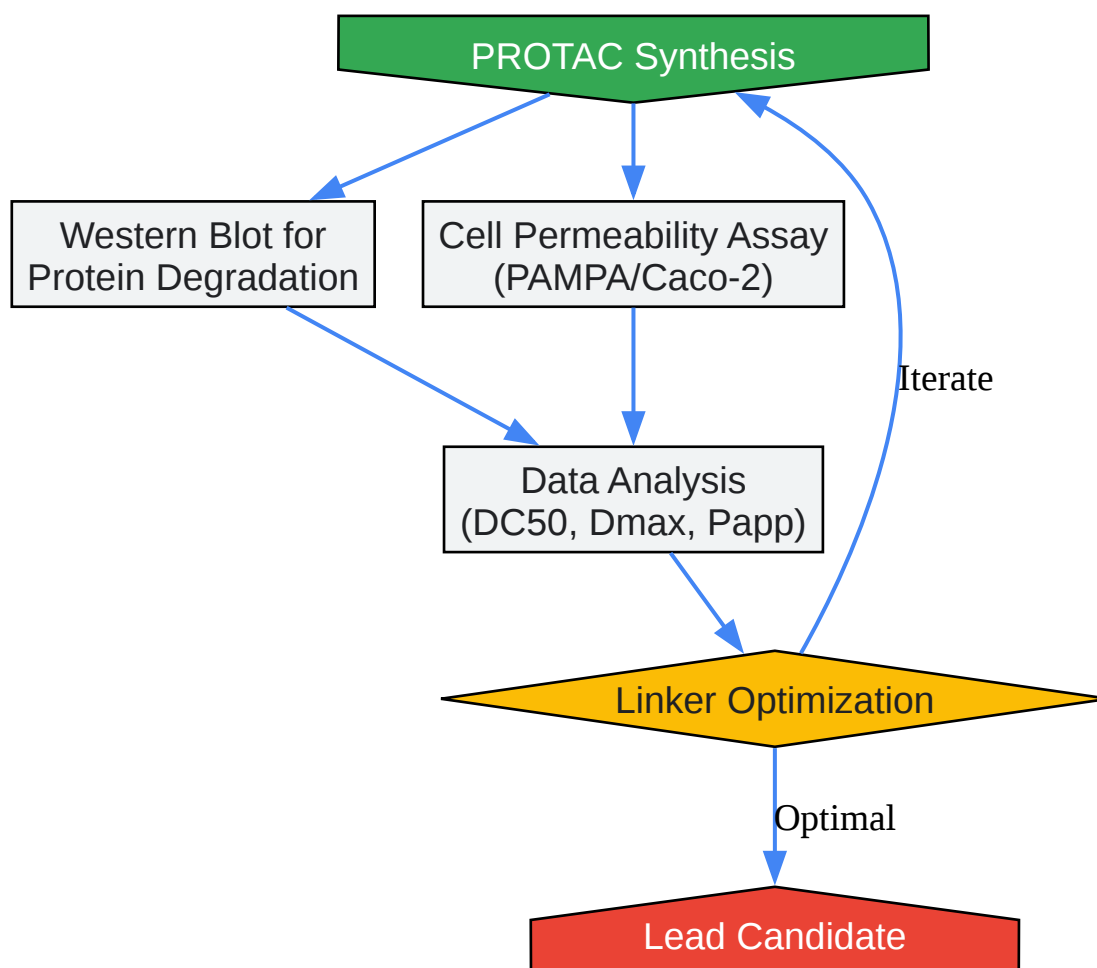 PROTAC Synthesis
Western Blot for
Protein Degradation
Cell Permeability Assay
(PAMPA/Caco-2)
Iterate
Data Analysis
(DC50, Dmax, Papp)
Linker Optimization
Optimal
Lead Candidate